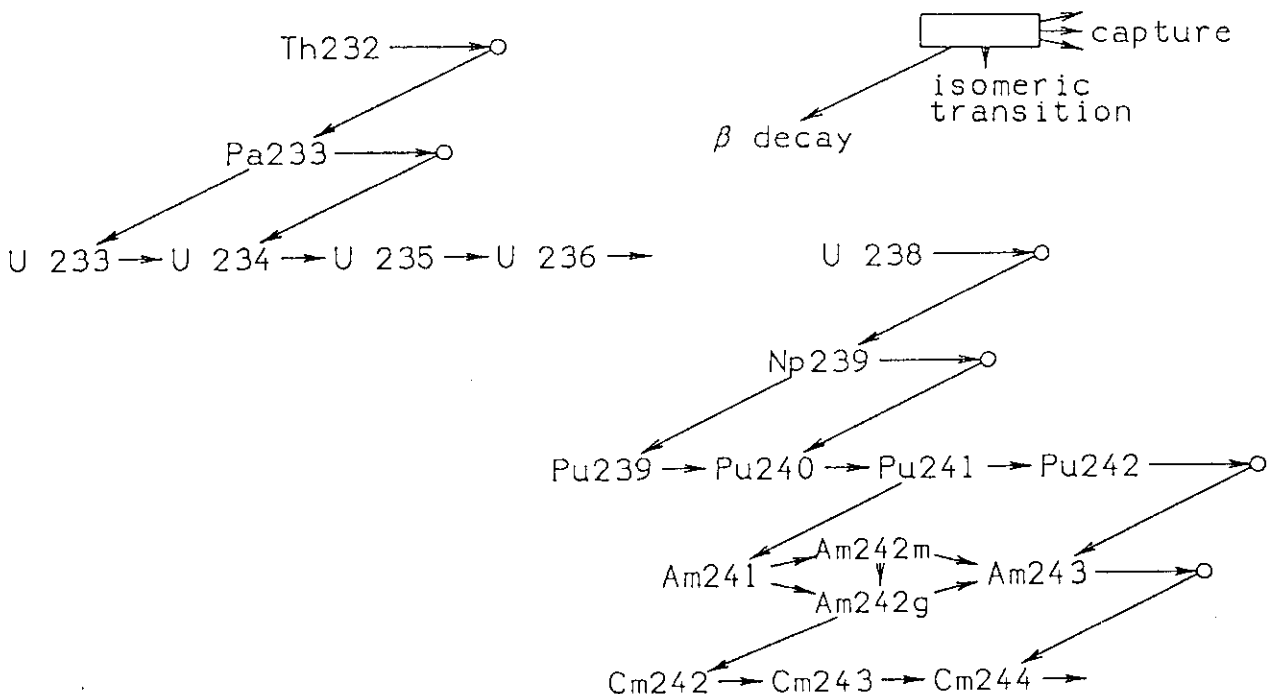 Th232
capture
isomeric
transition
β decay
Pa233
U 233 U 234 U 235 U 236
U 238
Np239
Pu239 Pu240 Pu241 Pu242
Am242m
Am241 Am243
Am242g
Cm242 Cm243 Cm244